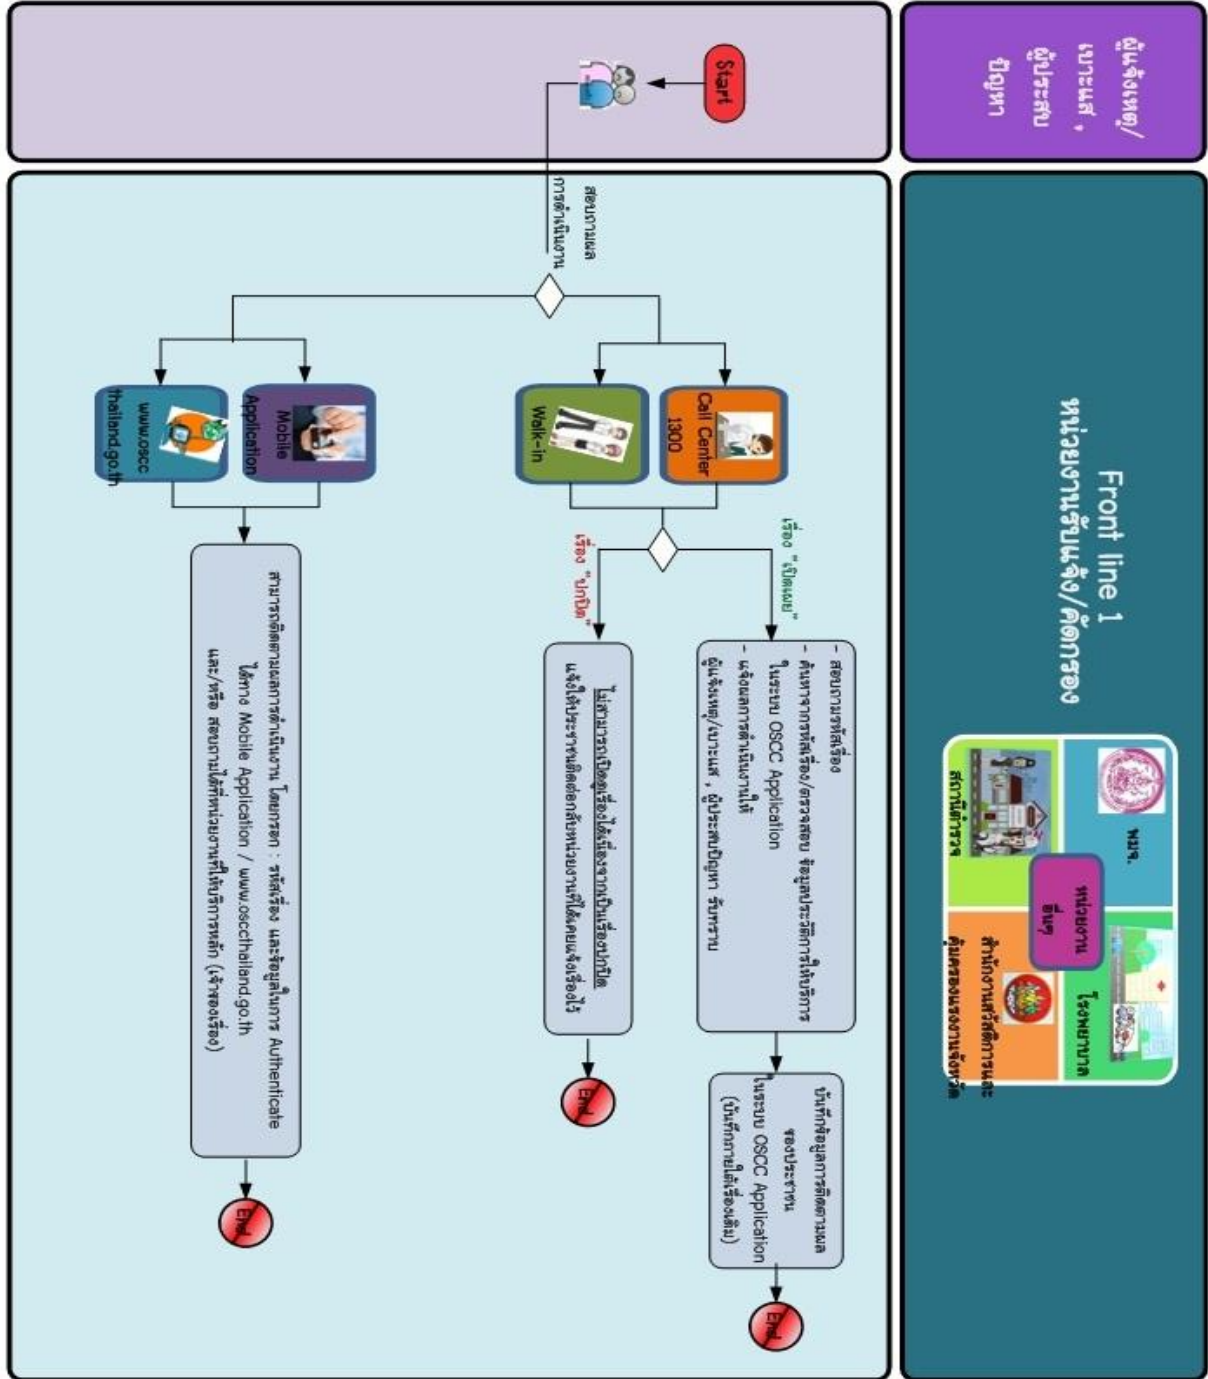 ผู้แจ้งเหตุ/
เบาะแส ,
ผู้ประสบ
ปัญหา
Front line 1
หน่วยงานรับแจ้ง/คัดกรอง
พมจ.
โรงพยาบาล
หน่วยงาน
อื่นๆ
สถานีตำรวจ
สำนักงานสวัสดิการและ
คุ้มครองแรงงานจังหวัด
Start
สอบถามผล
การดำเนินงาน
Call Center
1300
Walk-in
Mobile
Application
www.oscc
thailand.go.th
เรื่อง "เปิดเผย"
เรื่อง "ปกปิด"
- สอบถามรหัสเรื่อง
- ค้นหาจากรหัสเรื่อง/ตรวจสอบ ข้อมูลประวัติการให้บริการ
ในระบบ OSCC Application
- แจ้งผลการดำเนินงานให้
ผู้แจ้งเหตุ/เบาะแส , ผู้ประสบปัญหา รับทราบ
บันทึกข้อมูลการติดตามผล
ของประชาชน
ในระบบ OSCC Application
(บันทึกภายใต้เรื่องเดิม)
End
ไม่สามารถเปิดดูเรื่องได้เนื่องจากเป็นเรื่องปกปิด
แจ้งให้ประชาชนติดต่อกลับหน่วยงานที่ได้เคยแจ้งเรื่องไว้
End
สามารถติดตามผลการดำเนินงาน โดยกรอก : รหัสเรื่อง และข้อมูลในการ Authenticate
ได้ทาง Mobile Application / www.osccthailand.go.th
และ/หรือ สอบถามได้ที่หน่วยงานที่ให้บริการหลัก (เจ้าของเรื่อง)
End